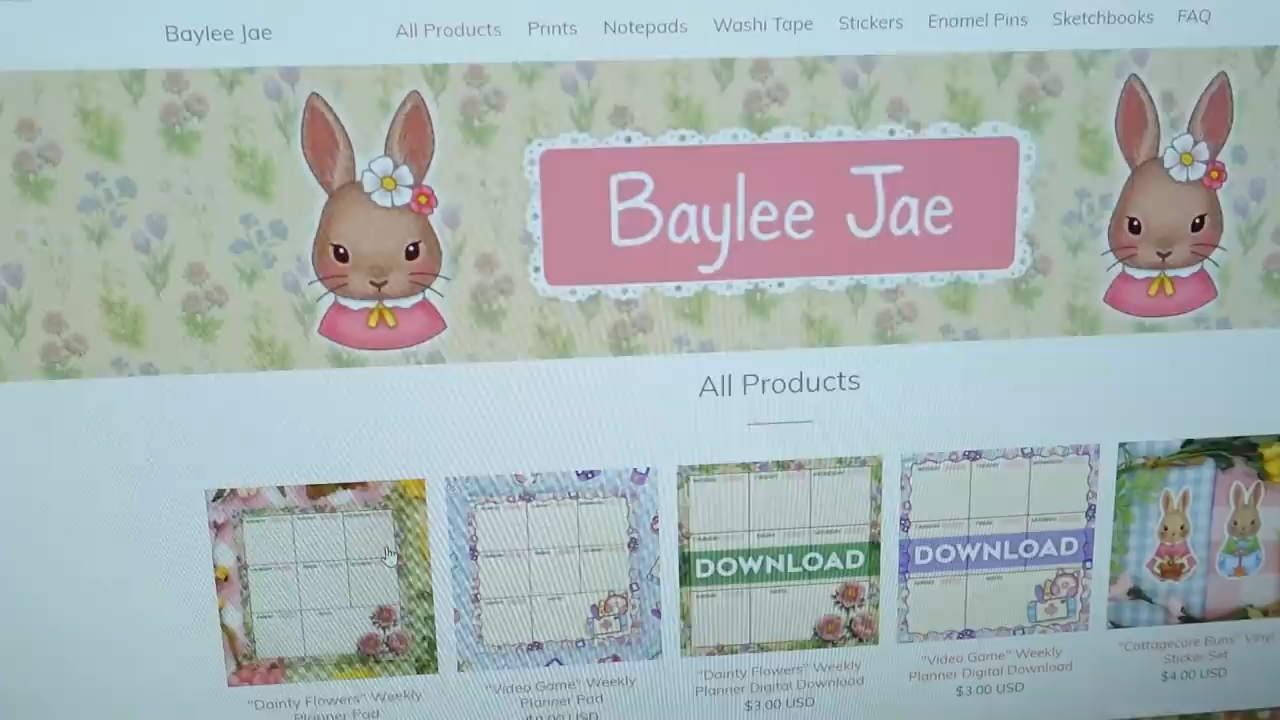 Baylee Jae
All Products Prints Notepads Washi Tape Stickers Enamel Pins Sketchbooks FAQ
Baylee Jae
All Products
DOWNLOAD
DOWNLOAD
"Dainty Flowers" Weekly
Planner Pad
"Video Game" Weekly
Planner Pad
"Dainty Flowers" Weekly
Planner Digital Download
$3.00 USD
"Video Game" Weekly
Planner Digital Download
$3.00 USD
"Cottagecore Buns" Vinyl
Sticker Set
$4.00 USD